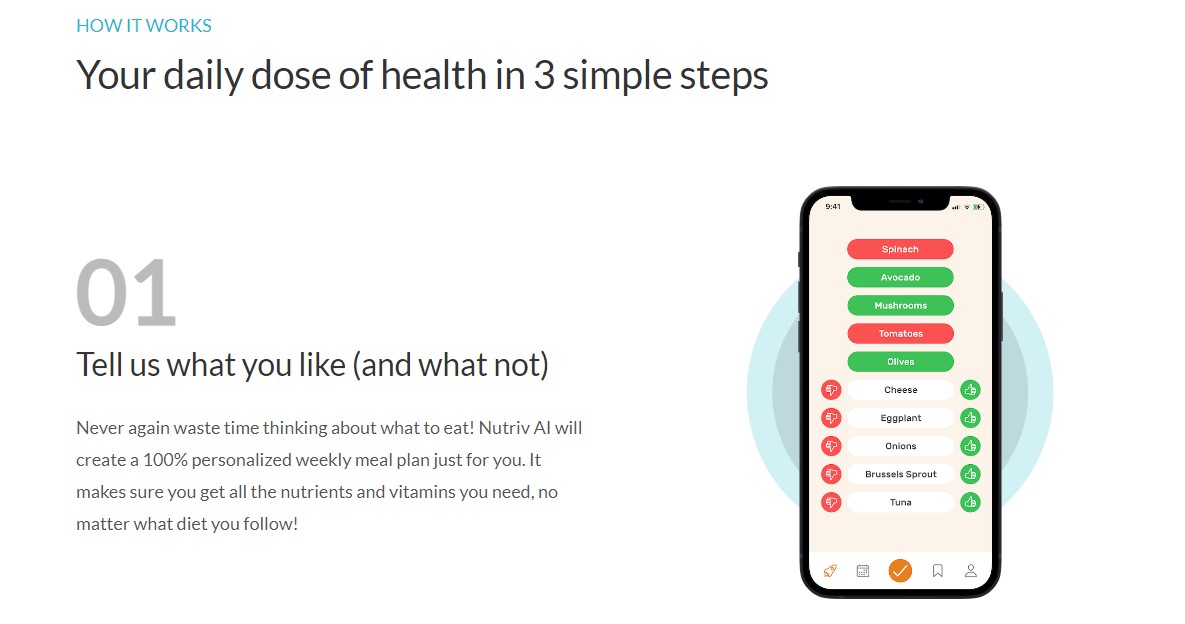 HOW IT WORKS
Your daily dose of health in 3 simple steps
01
Tell us what you like (and what not)
Never again waste time thinking about what to eat! Nutriv AI will
create a 100% personalized weekly meal plan just for you. It
makes sure you get all the nutrients and vitamins you need, no
matter what diet you follow!
9:41
Spinach
Avocado
Mushrooms
Tomatoes
Olives
Cheese
Eggplant
Onions
Brussels Sprout
Tuna